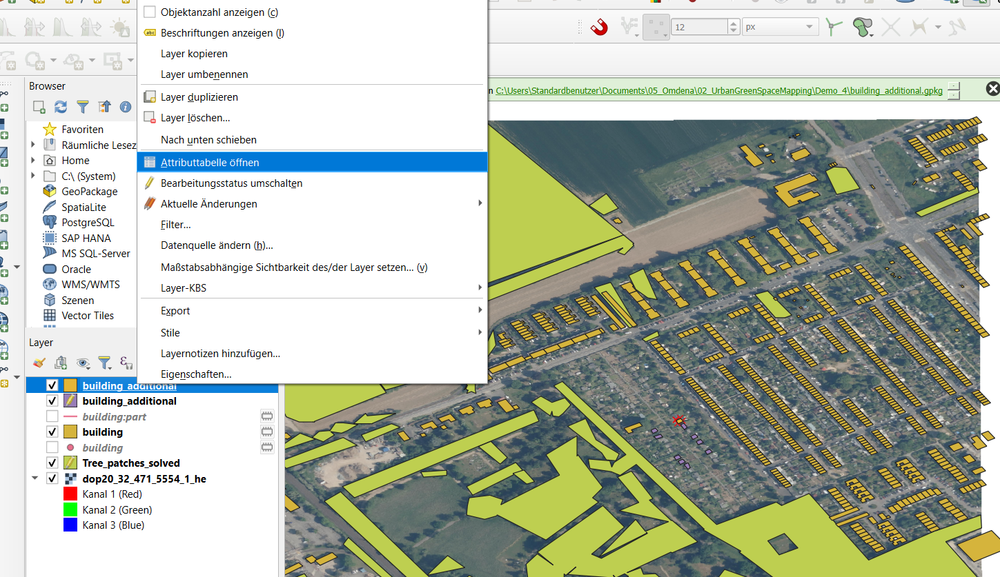 Objektanzahl anzeigen (c)
abc Beschriftungen anzeigen (l)
Layer kopieren
Layer umbenennen
Layer duplizieren
Layer löschen...
Nach unten schieben
Attributtabelle öffnen
Bearbeitungsstatus umschalten
Aktuelle Änderungen
Filter...
Datenquelle ändern (h)...
Maßstabsabhängige Sichtbarkeit des/der Layer setzen... (v)
Layer-KBS
Export
Stile
Layernotizen hinzufügen...
Eigenschaften...
12
px
n C:\Users\Standardbenutzer\Documents\05_Omdena\02_UrbanGreenSpaceMapping\Demo_4\building_additional.gpkg
Browser
Favoriten
Räumliche Lesez
Home
C:\ (System)
GeoPackage
SpatiaLite
PostgreSQL
SAP HANA
MS SQL-Server
Oracle
WMS/WMTS
Szenen
Vector Tiles
Layer
building_additional
building_additional
building:part
building
building
Tree_patches_solved
dop20_32_471_5554_1_he
Kanal 1 (Red)
Kanal 2 (Green)
Kanal 3 (Blue)